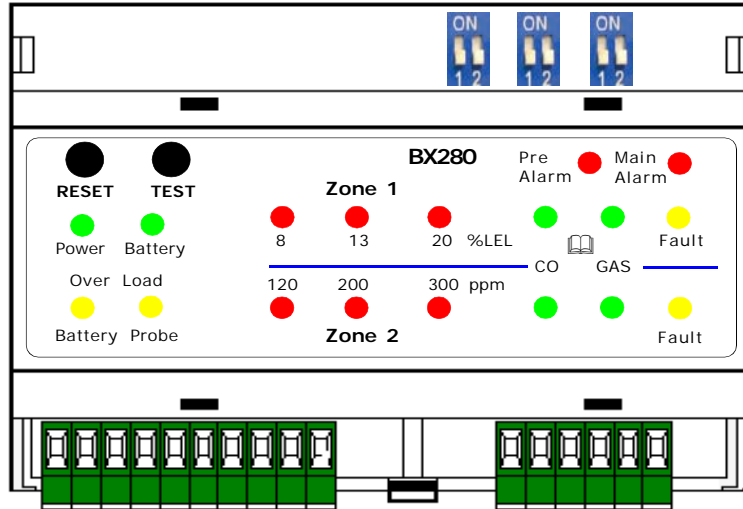 ON ON ON
1 2 1 2 1 2
BX280
Pre Alarm
Main Alarm
RESET TEST
Zone 1
Power Battery
8 13 20 %LEL
Fault
CO GAS
Over Load
120 200 300 ppm
Battery Probe
Zone 2
Fault